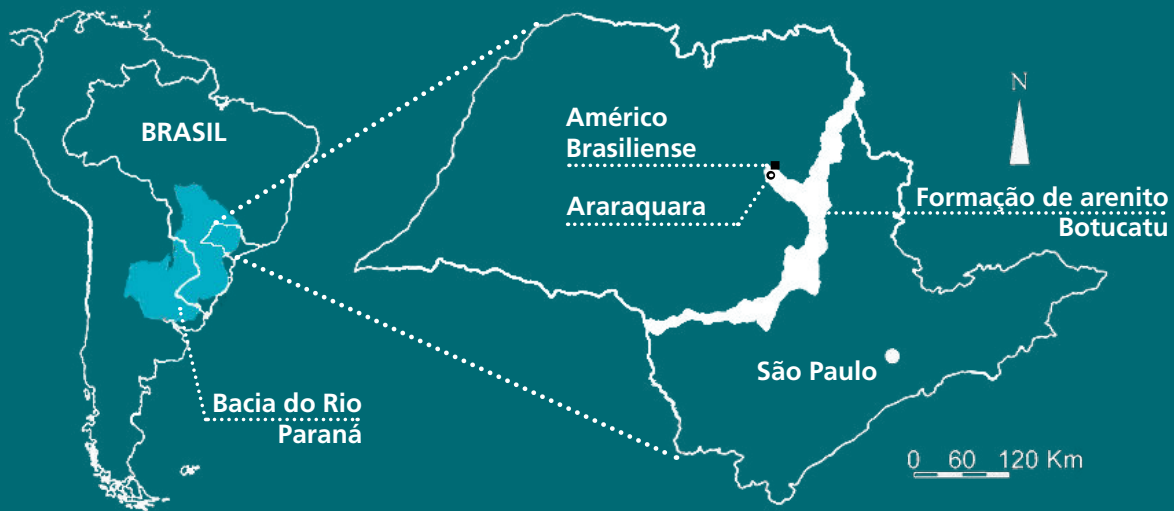 BRASIL
Bacia do Rio
Paraná
Américo
Brasiliense
Araraquara
N
Formação de arenito
Botucatu
São Paulo
0 60 120 Km